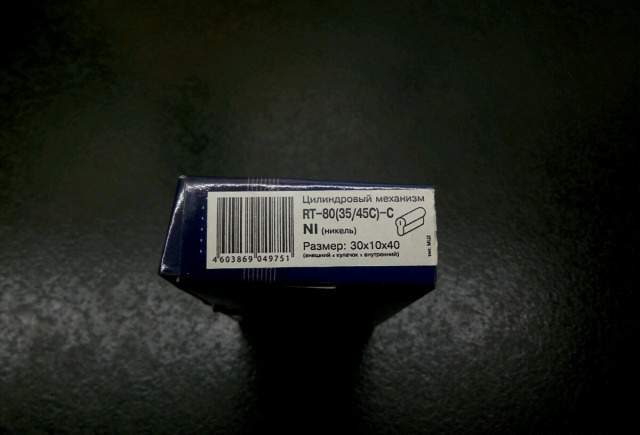 Цилиндровый механизм
RT-80(35/45C)-C
NI (никель)
Размер: 30x10x40
(внешний x кулачок x внутренний)
4603869 049751